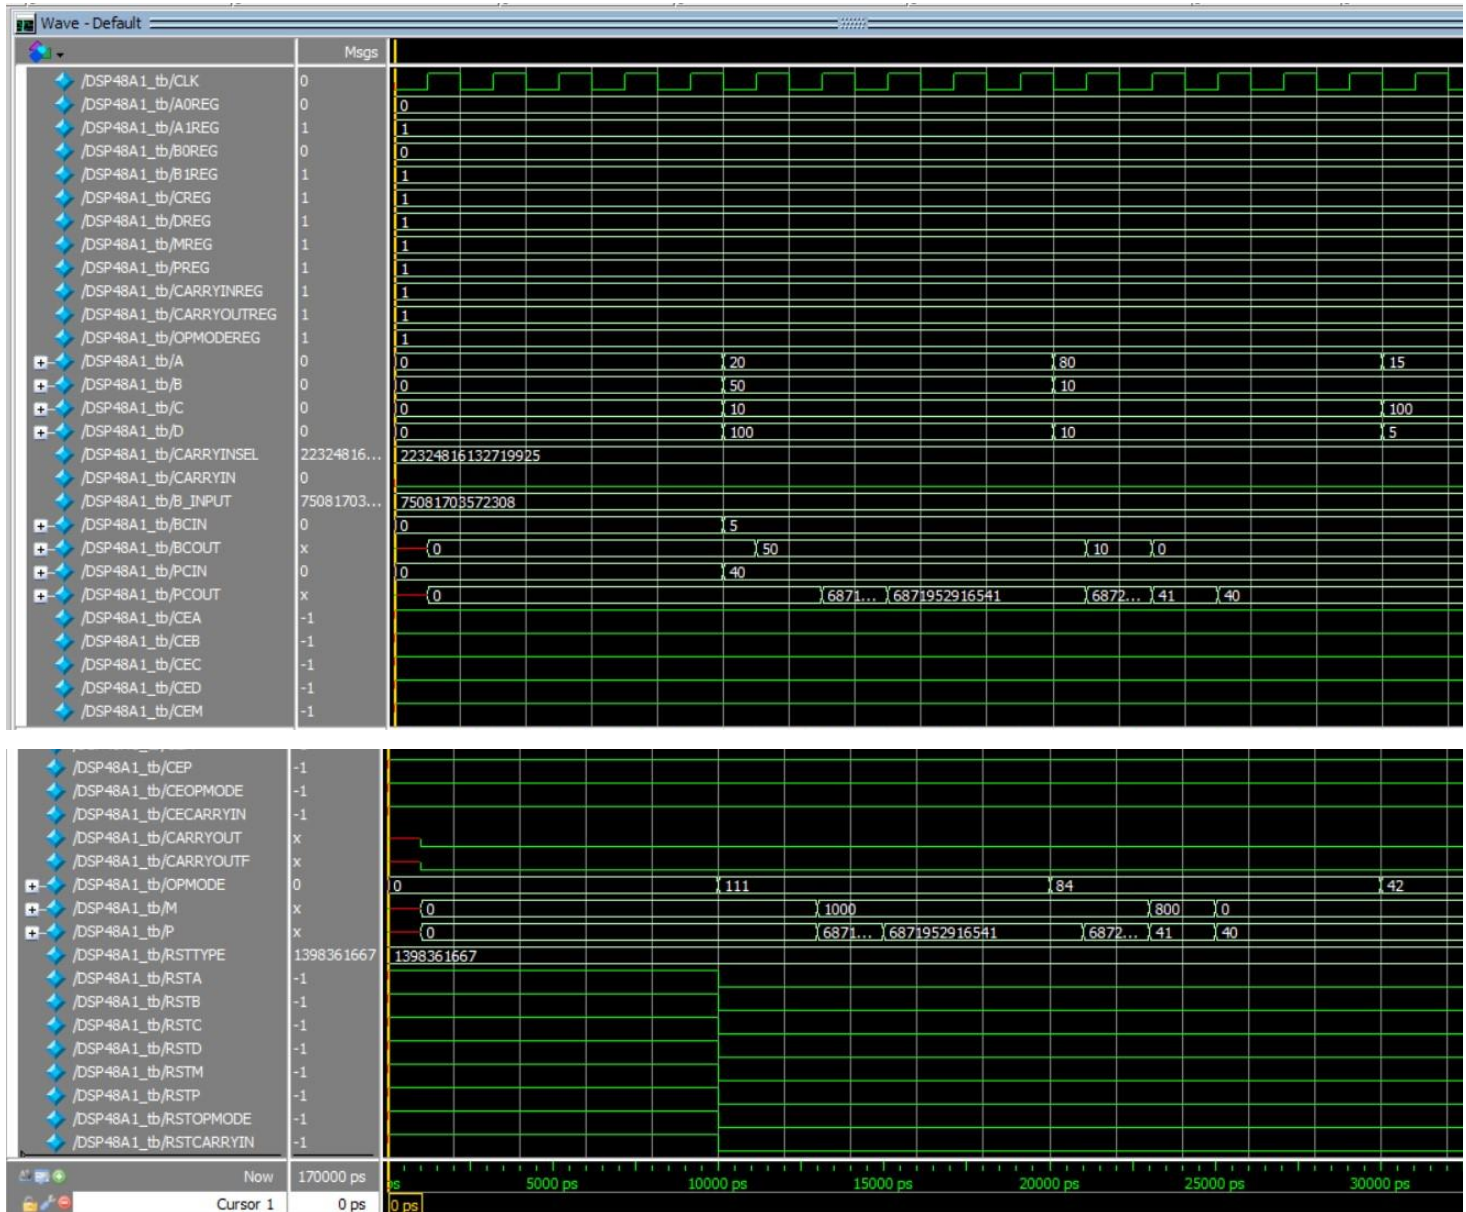 Wave - Default
Msgs
/DSP48A1_tb/CLK 0
/DSP48A1_tb/A0REG 0 0
/DSP48A1_tb/A1REG 1 1
/DSP48A1_tb/B0REG 0 0
/DSP48A1_tb/B1REG 1 1
/DSP48A1_tb/CREG 1 1
/DSP48A1_tb/DREG 1 1
/DSP48A1_tb/MREG 1 1
/DSP48A1_tb/PREG 1 1
/DSP48A1_tb/CARRYINREG 1 1
/DSP48A1_tb/CARRYOUTREG 1 1
/DSP48A1_tb/OPMODEREG 1 1
/DSP48A1_tb/A 0 0 20 80 15
/DSP48A1_tb/B 0 0 50 10
/DSP48A1_tb/C 0 0 10 100
/DSP48A1_tb/D 0 0 100 10 5
/DSP48A1_tb/CARRYINSEL 22324816... 22324816132719925
/DSP48A1_tb/CARRYIN 0
/DSP48A1_tb/B_INPUT 75081703... 75081703572308
/DSP48A1_tb/BCIN 0 0 5
/DSP48A1_tb/BCOUT x 0 50 10 0
/DSP48A1_tb/PCIN 0 0 40
/DSP48A1_tb/PCOUT x 0 6871... 6871952916541 6872... 41 40
/DSP48A1_tb/CEA -1
/DSP48A1_tb/CEB -1
/DSP48A1_tb/CEC -1
/DSP48A1_tb/CED -1
/DSP48A1_tb/CEM -1
/DSP48A1_tb/CEP -1
/DSP48A1_tb/CEOPMODE -1
/DSP48A1_tb/CECARRYIN -1
/DSP48A1_tb/CARRYOUT x
/DSP48A1_tb/CARRYOUTF x
/DSP48A1_tb/OPMODE 0 0 111 84 42
/DSP48A1_tb/M x 0 1000 800 0
/DSP48A1_tb/P x 0 6871... 6871952916541 6872... 41 40
/DSP48A1_tb/RSTTYPE 1398361667 1398361667
/DSP48A1_tb/RSTA -1
/DSP48A1_tb/RSTB -1
/DSP48A1_tb/RSTC -1
/DSP48A1_tb/RSTD -1
/DSP48A1_tb/RSTM -1
/DSP48A1_tb/RSTP -1
/DSP48A1_tb/RSTOPMODE -1
/DSP48A1_tb/RSTCARRYIN -1
Now 170000 ps ps 5000 ps 10000 ps 15000 ps 20000 ps 25000 ps 30000 ps
Cursor 1 0 ps 0 ps